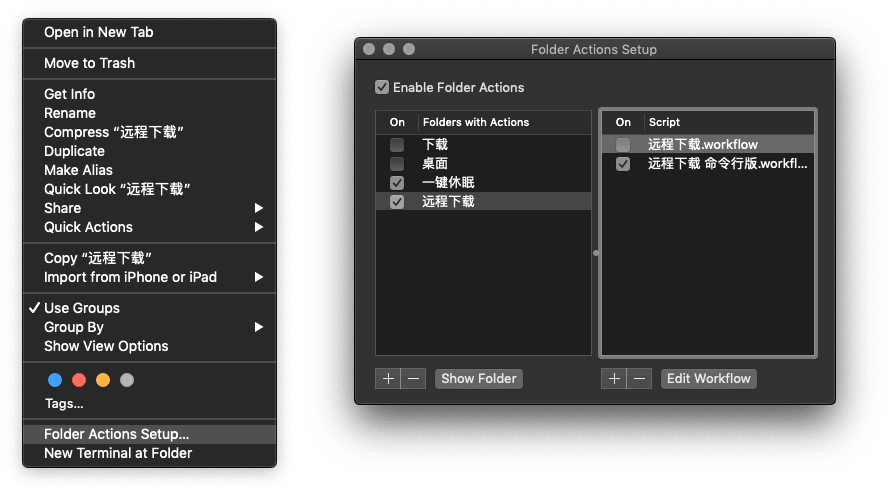 Open in New Tab
Move to Trash
Get Info
Rename
Compress “远程下载”
Duplicate
Make Alias
Quick Look “远程下载”
Share
Quick Actions
Copy “远程下载”
Import from iPhone or iPad
Use Groups
Group By
Show View Options
Tags...
Folder Actions Setup...
New Terminal at Folder
Folder Actions Setup
Enable Folder Actions
On Folders with Actions
下载
桌面
一键休眠
远程下载
Show Folder
On Script
远程下载.workflow
远程下载 命令行版.workfl...
Edit Workflow